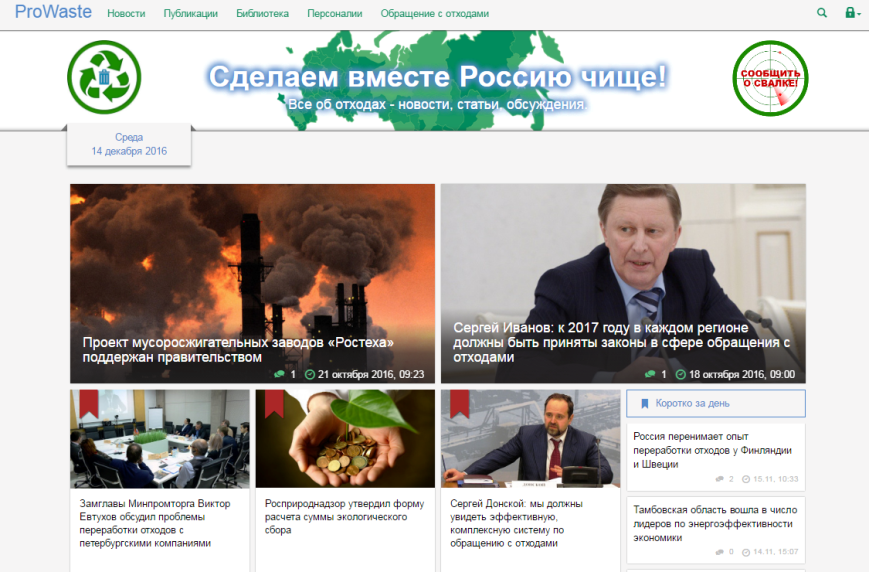 ProWaste Новости Публикации Библиотека Персоналии Обращение с отходами
Сделаем вместе Россию чище!
Все об отходах - новости, статьи, обсуждения.
СООБЩИТЬ
О СВАЛКЕ!
Среда
14 декабря 2016
Проект мусоросжигательных заводов «Ростеха»
поддержан правительством
1 21 октября 2016, 09:23
Сергей Иванов: к 2017 году в каждом регионе
должны быть приняты законы в сфере обращения с
отходами
1 18 октября 2016, 09:00
Замглавы Минпромторга Виктор
Евтухов обсудил проблемы
переработки отходов с
петербургскими компаниями
Росприроднадзор утвердил форму
расчета суммы экологического
сбора
Сергей Донской: мы должны
увидеть эффективную,
комплексную систему по
обращению с отходами
Коротко за день
Россия перенимает опыт
переработки отходов у Финляндии
и Швеции
2 15.11, 10:33
Тамбовская область вошла в число
лидеров по энергоэффективности
экономики
0 14.11, 15:07